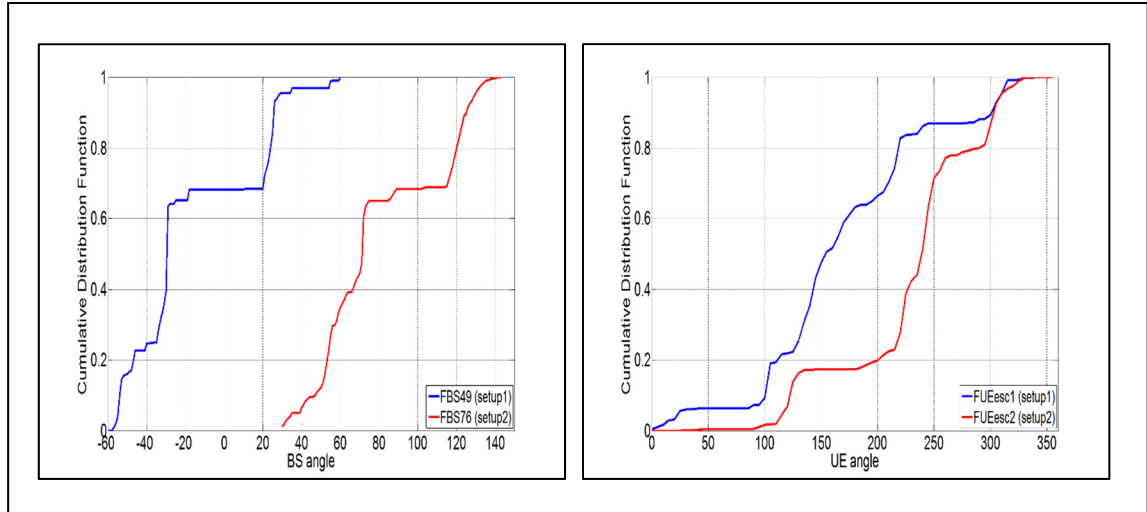 Cumulative Distribution Function
1
0.8
0.6
0.4
0.2
0
-60 -40 -20 0 20 40 60 80 100 120 140
BS angle
FBS49 (setup1)
FBS76 (setup2)
Cumulative Distribution Function
1
0.8
0.6
0.4
0.2
0
0 50 100 150 200 250 300 350
UE angle
FUEesc1 (setup1)
FUEesc2 (setup2)